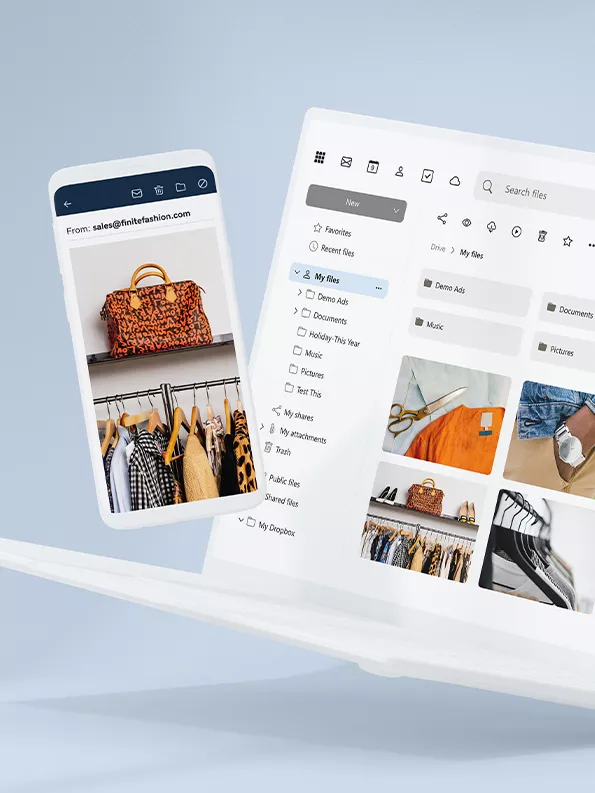 From: sales@finitefashion.com
9
Search files
New
Favorites
Recent files
My files
Demo Ads
Documents
Holiday-This Year
Music
Pictures
Test This
My shares
My attachments
Trash
Public files
Shared files
My Dropbox
Drive > My files
Demo Ads
Documents
Music
Pictures